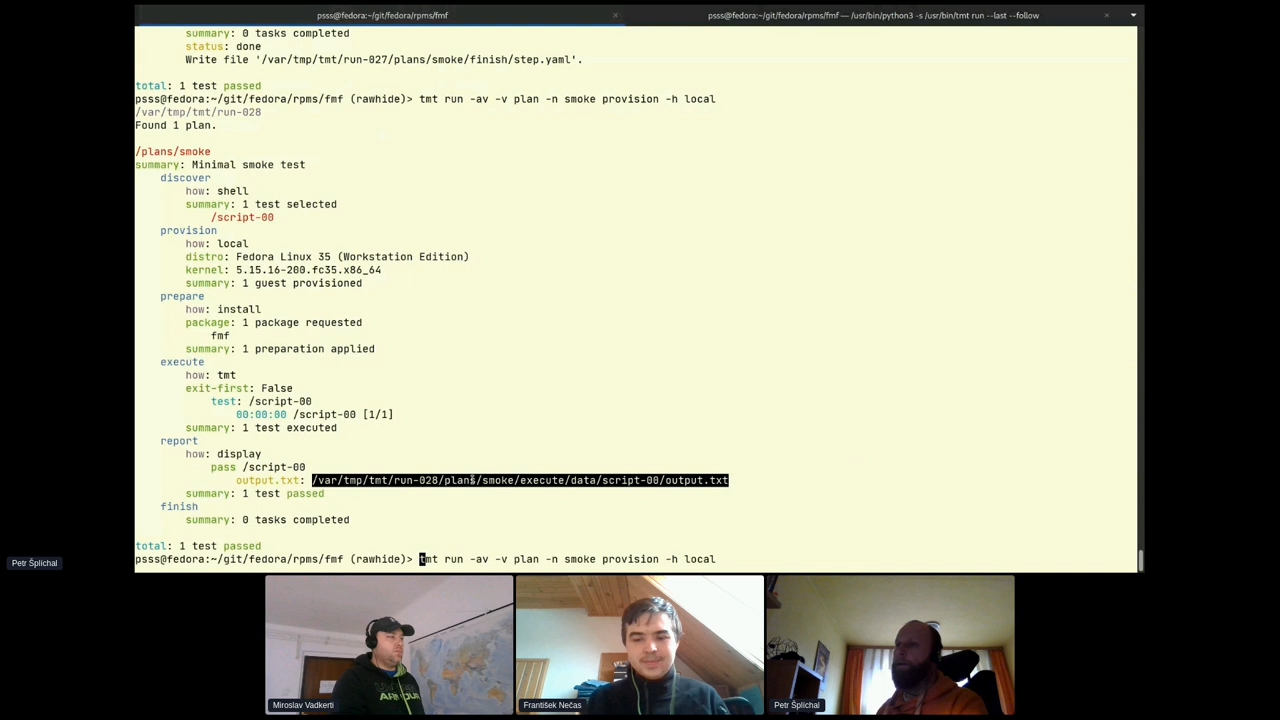 psss@fedora:~/git/fedora/rpms/fmf
psss@fedora:~/git/fedora/rpms/fmf — /usr/bin/python3 -s /usr/bin/tmt run --last --follow
summary: 0 tasks completed
status: done
Write file '/var/tmp/tmt/run-027/plans/smoke/finish/step.yaml'.
total: 1 test passed
psss@fedora:~/git/fedora/rpms/fmf (rawhide)> tmt run -av -v plan -n smoke provision -h local
/var/tmp/tmt/run-028
Found 1 plan.
/plans/smoke
summary: Minimal smoke test
discover
how: shell
summary: 1 test selected
/script-00
provision
how: local
distro: Fedora Linux 35 (Workstation Edition)
kernel: 5.15.16-200.fc35.x86_64
summary: 1 guest provisioned
prepare
how: install
package: 1 package requested
fmf
summary: 1 preparation applied
execute
how: tmt
exit-first: False
test: /script-00
00:00:00 /script-00 [1/1]
summary: 1 test executed
report
how: display
pass /script-00
output.txt: /var/tmp/tmt/run-028/plans/smoke/execute/data/script-00/output.txt
summary: 1 test passed
finish
summary: 0 tasks completed
total: 1 test passed
psss@fedora:~/git/fedora/rpms/fmf (rawhide)> tmt run -av -v plan -n smoke provision -h local
Petr Šplíchal
Miroslav Vadkerti
František Nečas
Petr Šplíchal